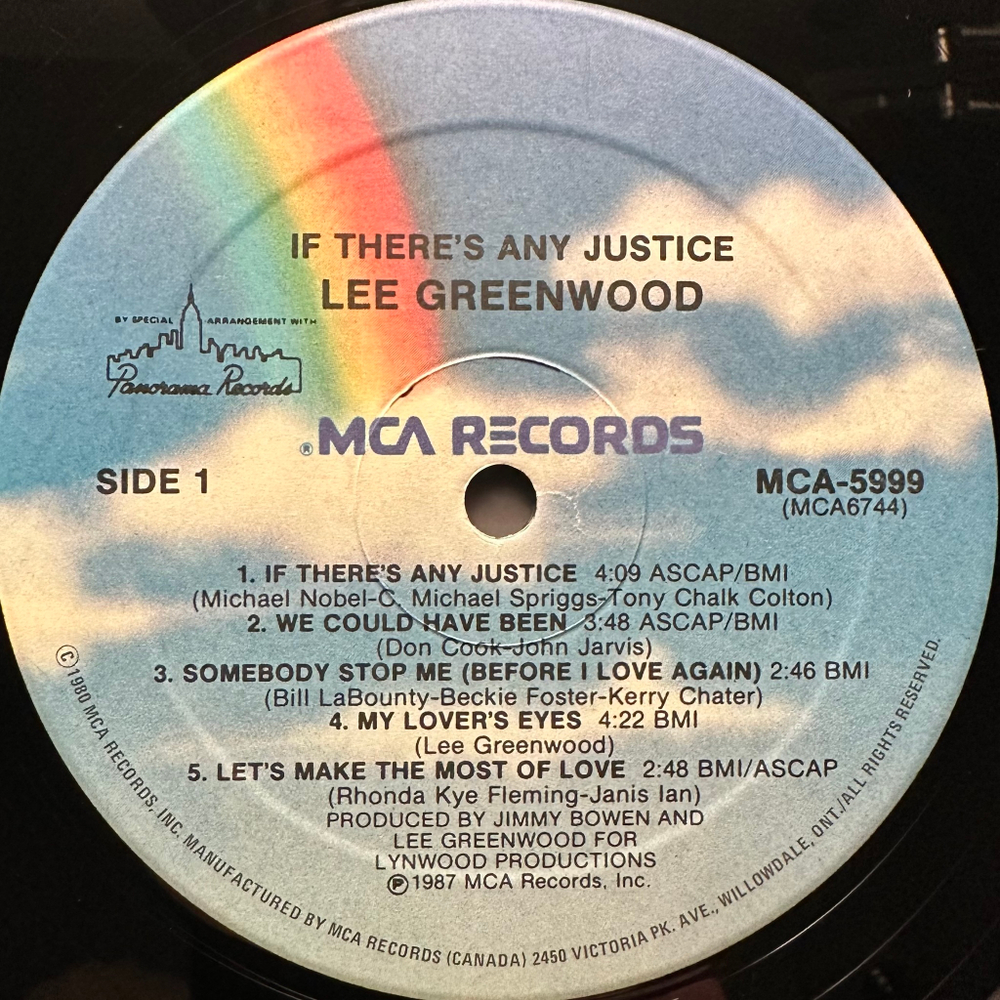 IF THERE'S ANY JUSTICE
LEE GREENWOOD
BY SPECIAL ARRANGEMENT WITH
Panorama Records
®MCA RECORDS
SIDE 1
MCA-5999
(MCA6744)
1. IF THERE'S ANY JUSTICE 4:09 ASCAP/BMI
(Michael Nobel-C. Michael Spriggs-Tony Chalk Colton)
2. WE COULD HAVE BEEN 3:48 ASCAP/BMI
(Don Cook-John Jarvis)
3. SOMEBODY STOP ME (BEFORE I LOVE AGAIN) 2:46 BMI
(Bill LaBounty-Beckie Foster-Kerry Chater)
4. MY LOVER'S EYES 4:22 BMI
(Lee Greenwood)
5. LET'S MAKE THE MOST OF LOVE 2:48 BMI/ASCAP
(Rhonda Kye Fleming-Janis Ian)
PRODUCED BY JIMMY BOWEN AND
LEE GREENWOOD FOR
LYNWOOD PRODUCTIONS
℗1987 MCA Records, Inc.
©1980 MCA RECORDS, INC. MANUFACTURED BY MCA RECORDS (CANADA) 2450 VICTORIA PK. AVE., WILLOWDALE, ONT./ALL RIGHTS RESERVED.